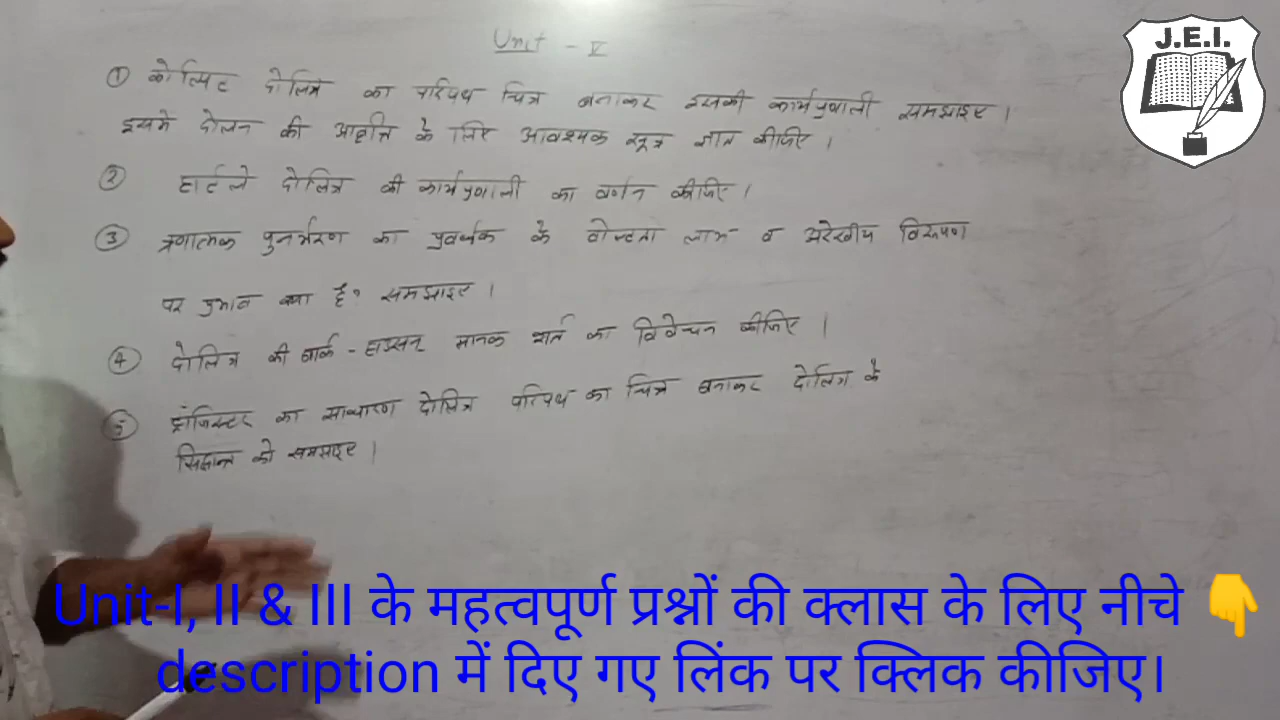 Unit - V
① कोल्पिट दोलित्र का परिपथ चित्र बनाकर इसकी कार्यप्रणाली समझाइए ।
इसमे दोलन की आवृत्ति के लिए आवश्यक सूत्र ज्ञात कीजिए ।
② हार्टले दोलित्र की कार्यप्रणाली का वर्णन कीजिए ।
③ ऋणात्मक पुनर्भरण का प्रवर्धक के वोल्टता लाभ व अरेखीय विरूपण
पर प्रभाव क्या है? समझाइए ।
④ दोलित्र की बार्क - हाउसन मानक शर्त का विवेचन कीजिए ।
⑤ ट्रांजिस्टर का साधारण दोलित्र परिपथ का चित्र बनाकर दोलित्र के
सिद्धान्त को समझाइए ।
J.E.I.
Unit-I, II & III के महत्वपूर्ण प्रश्नों की क्लास के लिए नीचे 👇
description में दिए गए लिंक पर क्लिक कीजिए।